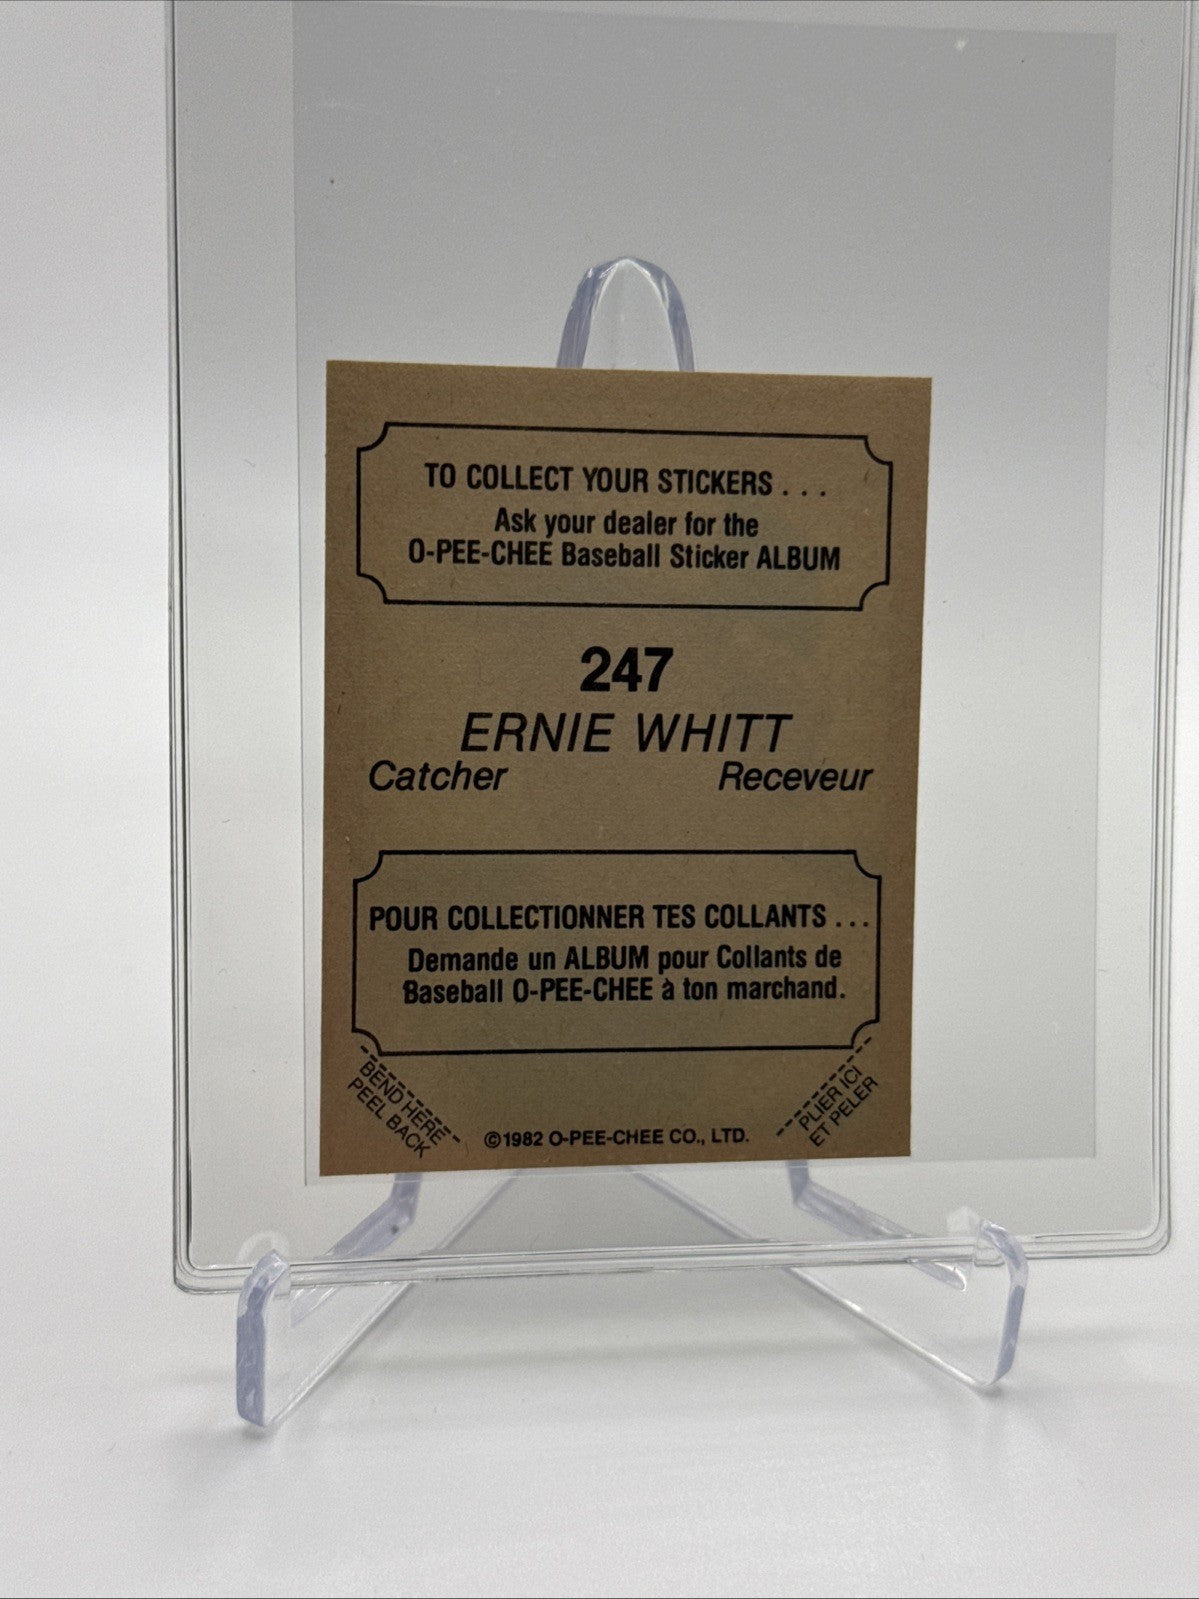 TO COLLECT YOUR STICKERS . . .
Ask your dealer for the
O-PEE-CHEE Baseball Sticker ALBUM
247
ERNIE WHITT
Catcher Receveur
POUR COLLECTIONNER TES COLLANTS . . .
Demande un ALBUM pour Collants de
Baseball O-PEE-CHEE à ton marchand.
BEND HERE
PEEL BACK
©1982 O-PEE-CHEE CO., LTD.
PLIER ICI
ET PELER